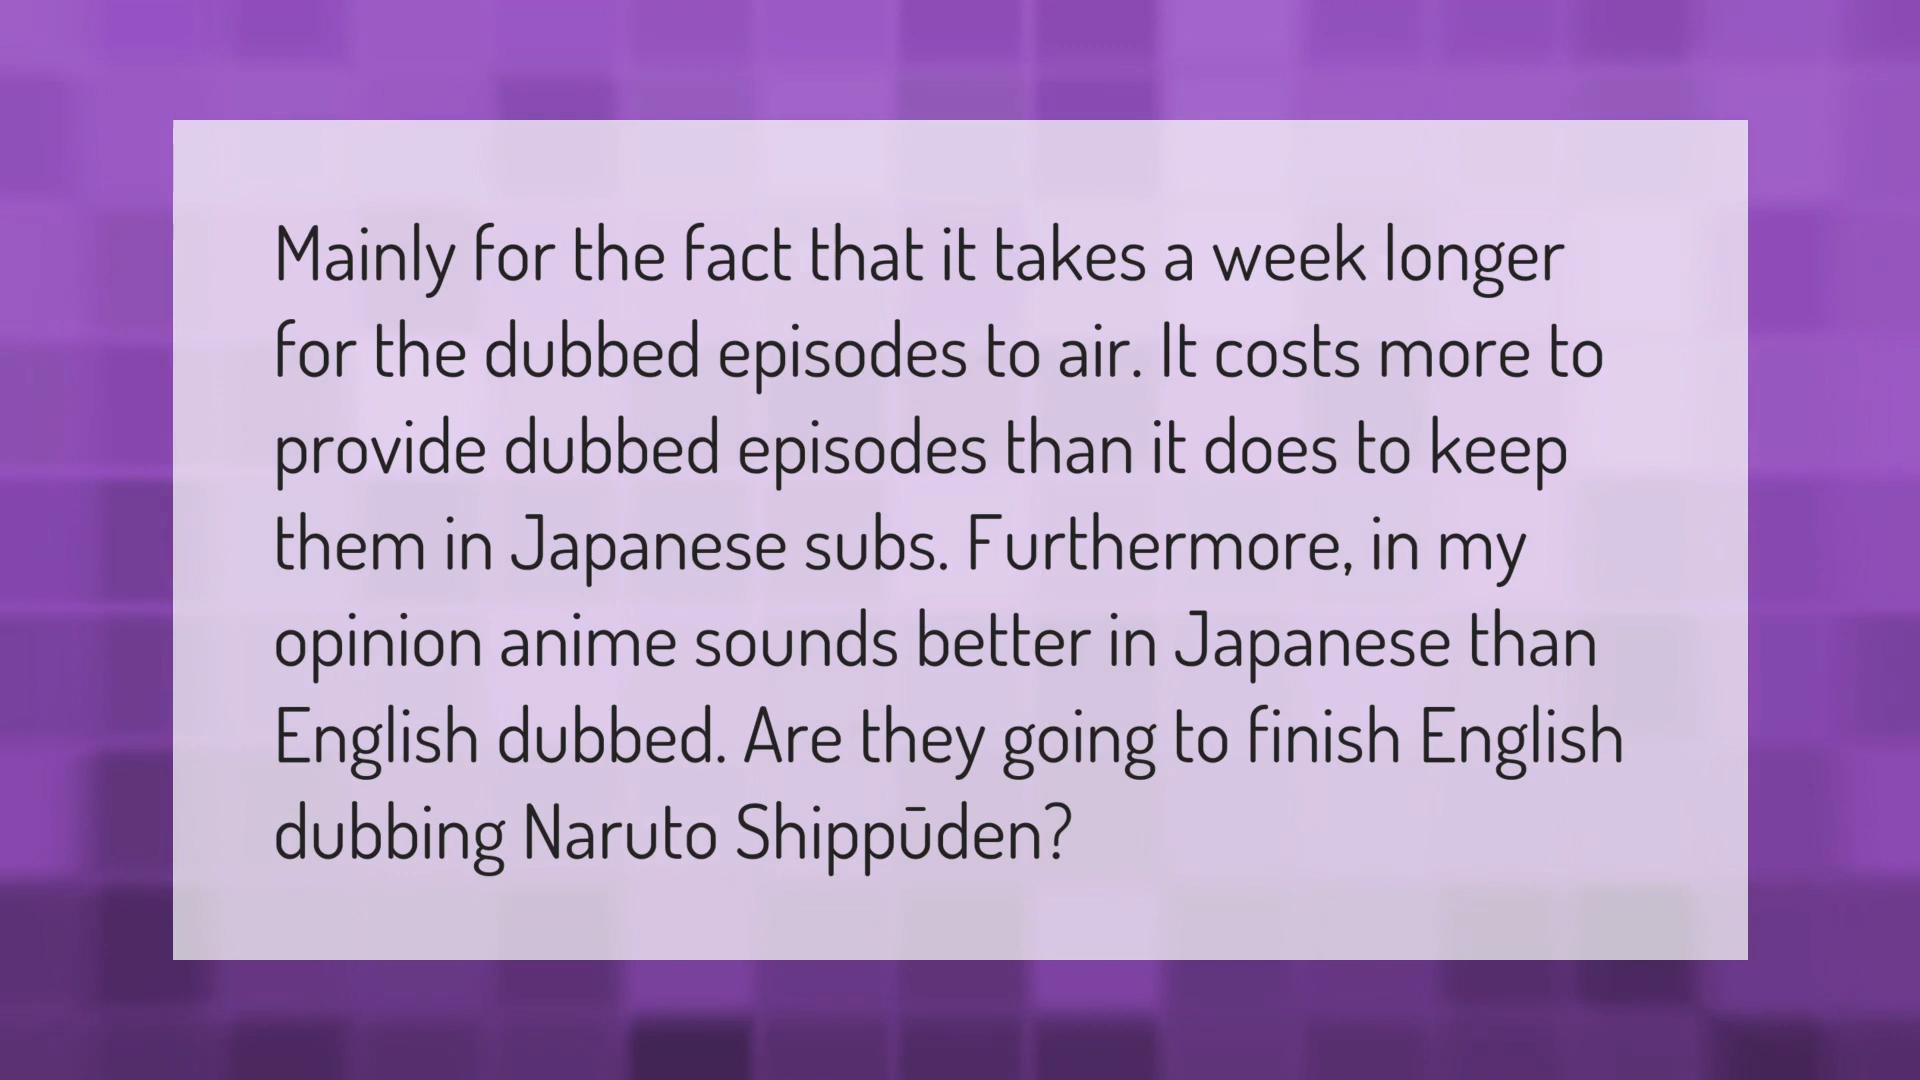 Mainly for the fact that it takes a week longer
for the dubbed episodes to air. It costs more to
provide dubbed episodes than it does to keep
them in Japanese subs. Furthermore, in my
opinion anime sounds better in Japanese than
English dubbed. Are they going to finish English
dubbing Naruto Shippūden?